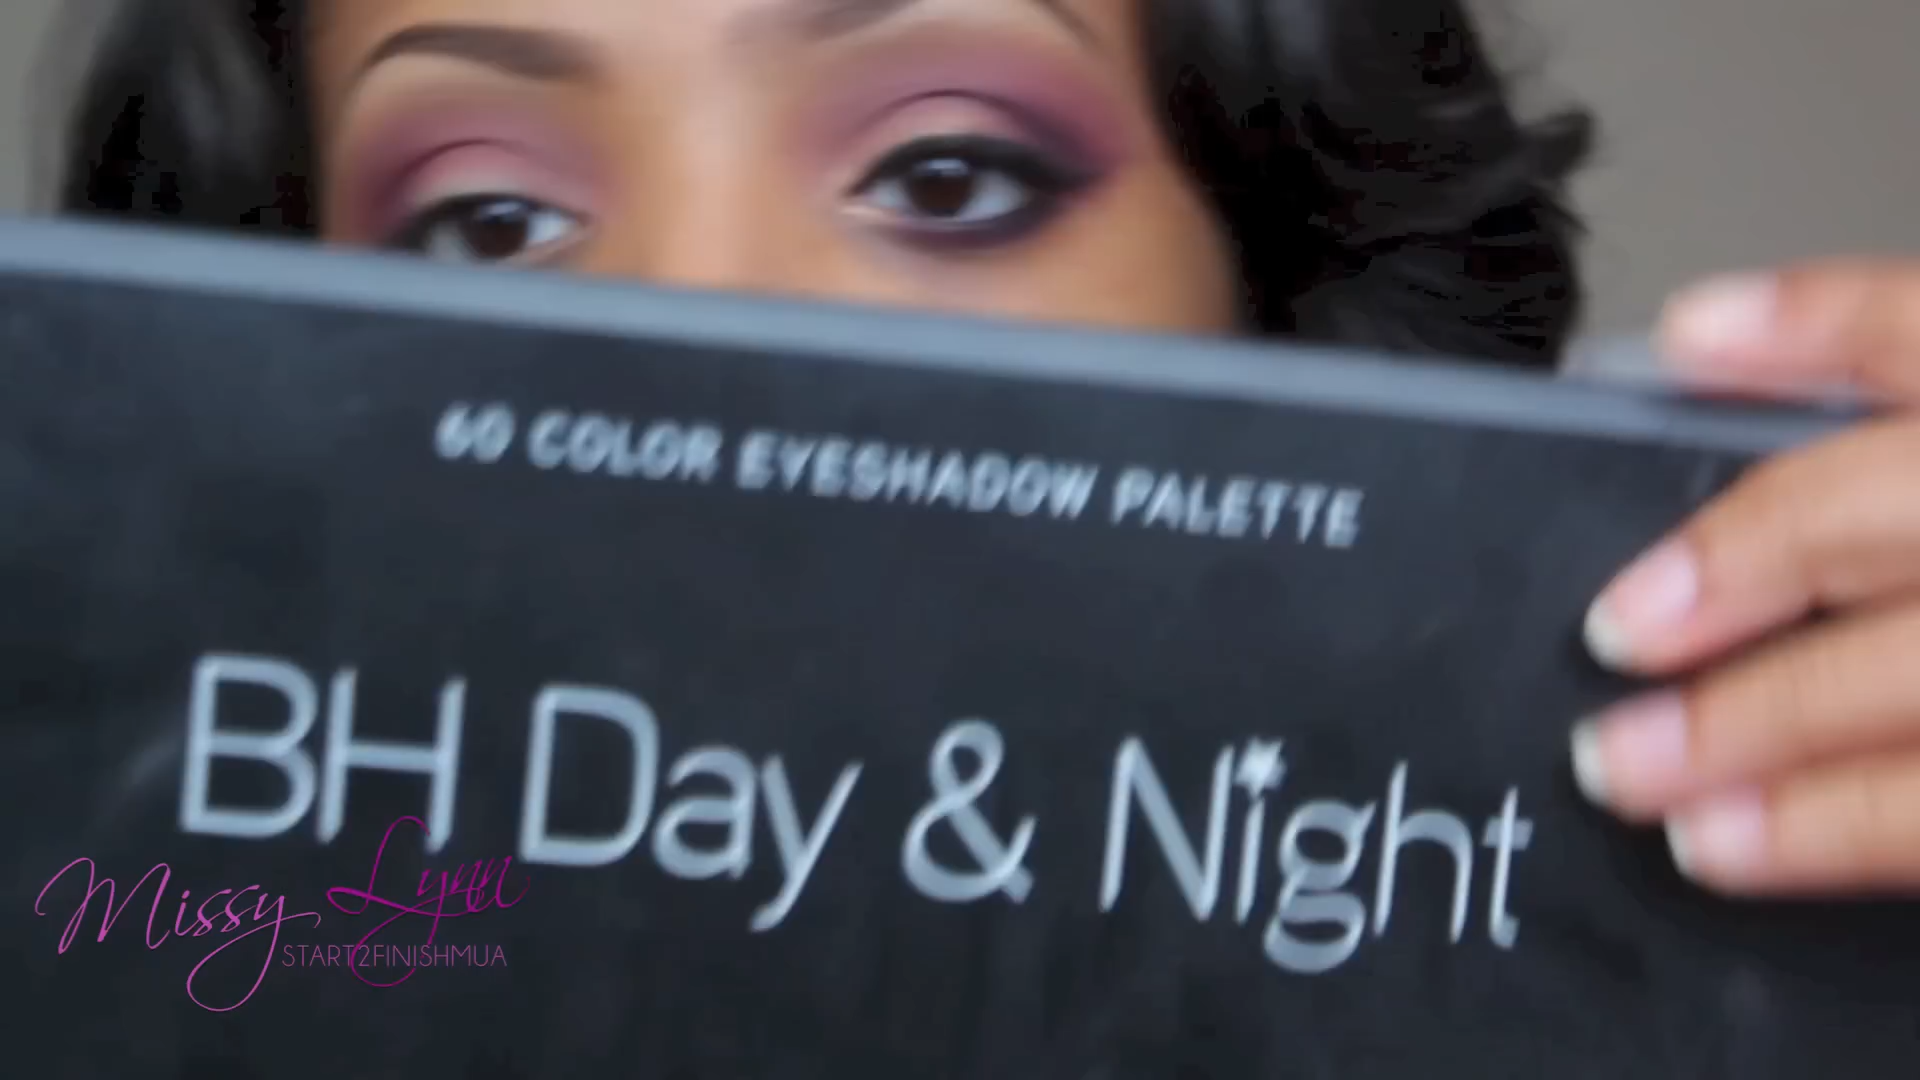 60 COLOR EYESHADOW PALETTE
BH Day & Night
Missy Lynn
START2FINISHMUA